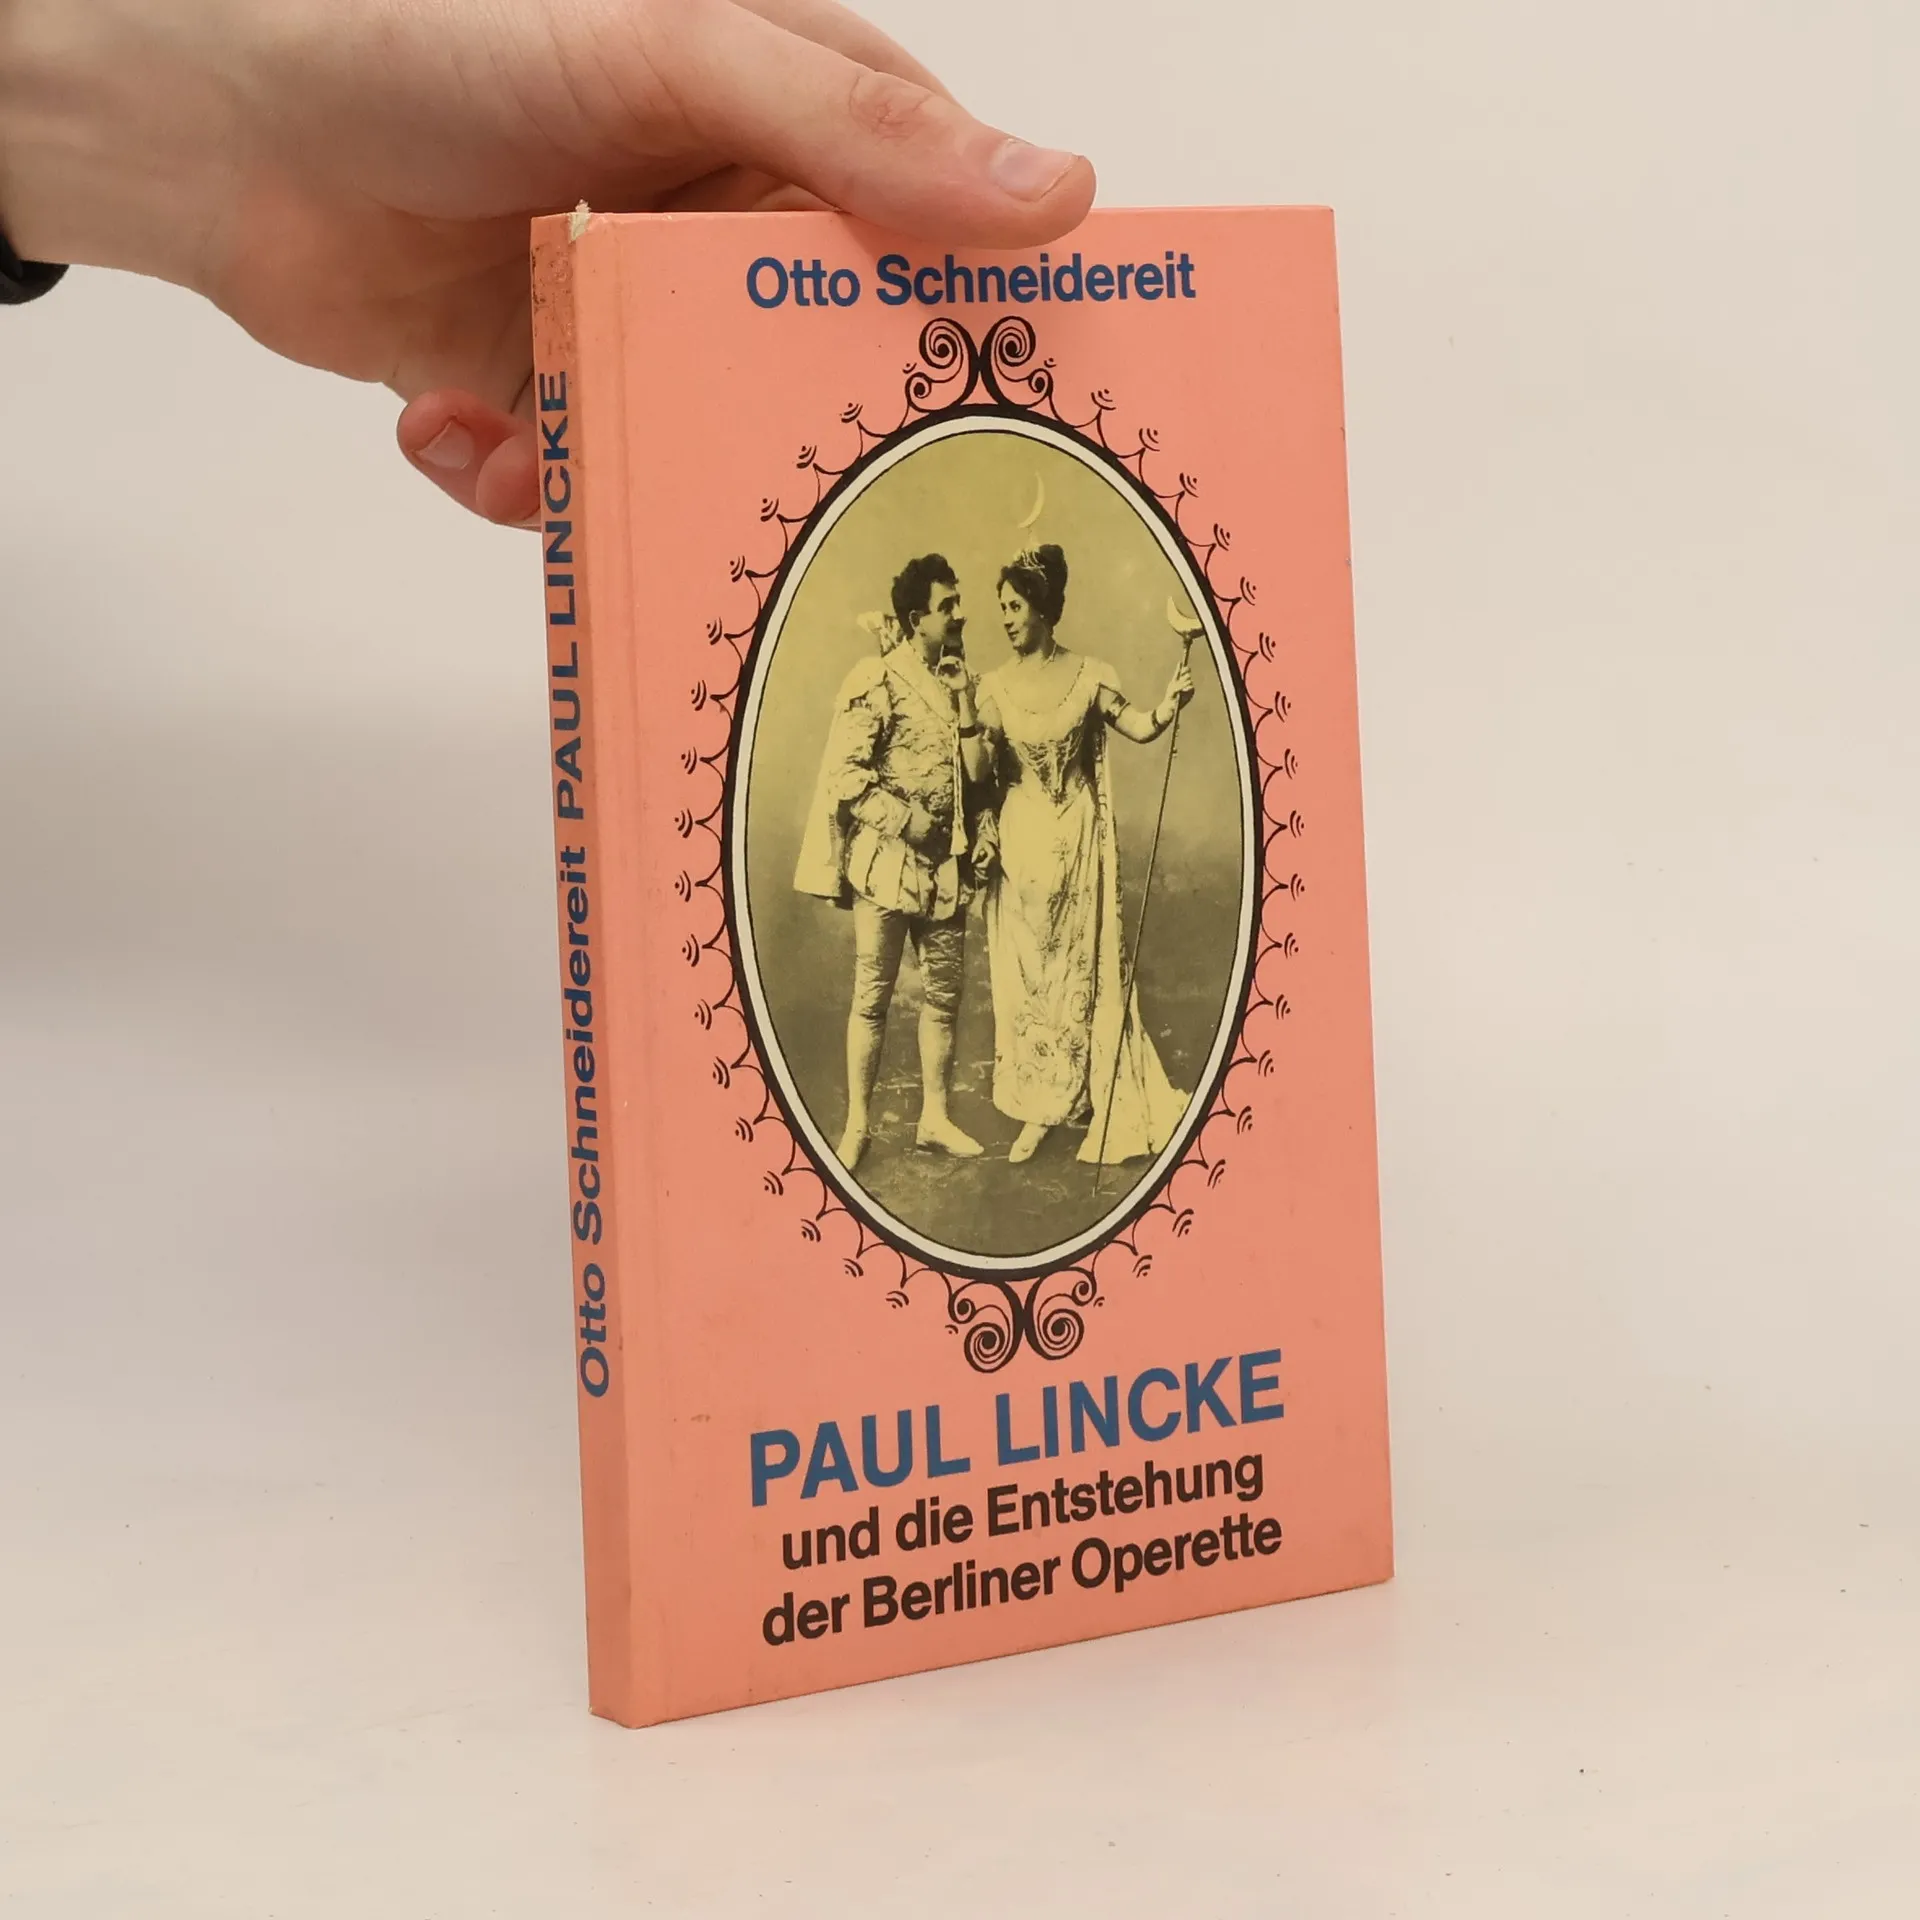 Otto Schneidereit
Otto Schneidereit PAUL LINCKE
PAUL LINCKE
und die Entstehung
der Berliner Operette